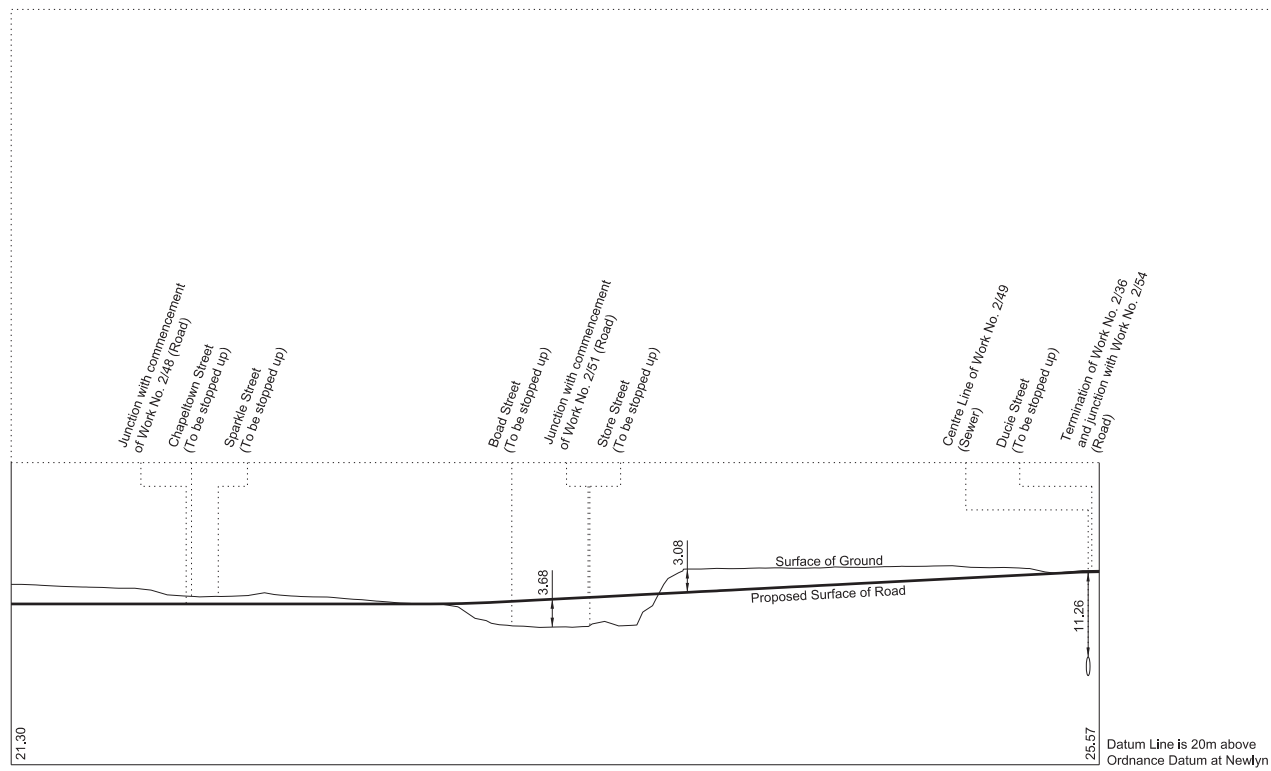 Junction with commencement
of Work No. 2/48 (Road)
Chapeltown Street
(To be stopped up)
Sparkle Street
(To be stopped up)
Boad Street
(To be stopped up)
Junction with commencement
of Work No. 2/51 (Road)
Store Street
(To be stopped up)
Centre Line of Work No. 2/49
(Sewer)
Ducie Street
(To be stopped up)
Termination of Work No. 2/36
and junction with Work No. 2/54
(Road)
3.68
3.08
Surface of Ground
Proposed Surface of Road
11.26
21.30
25.57
Datum Line is 20m above
Ordnance Datum at Newlyn